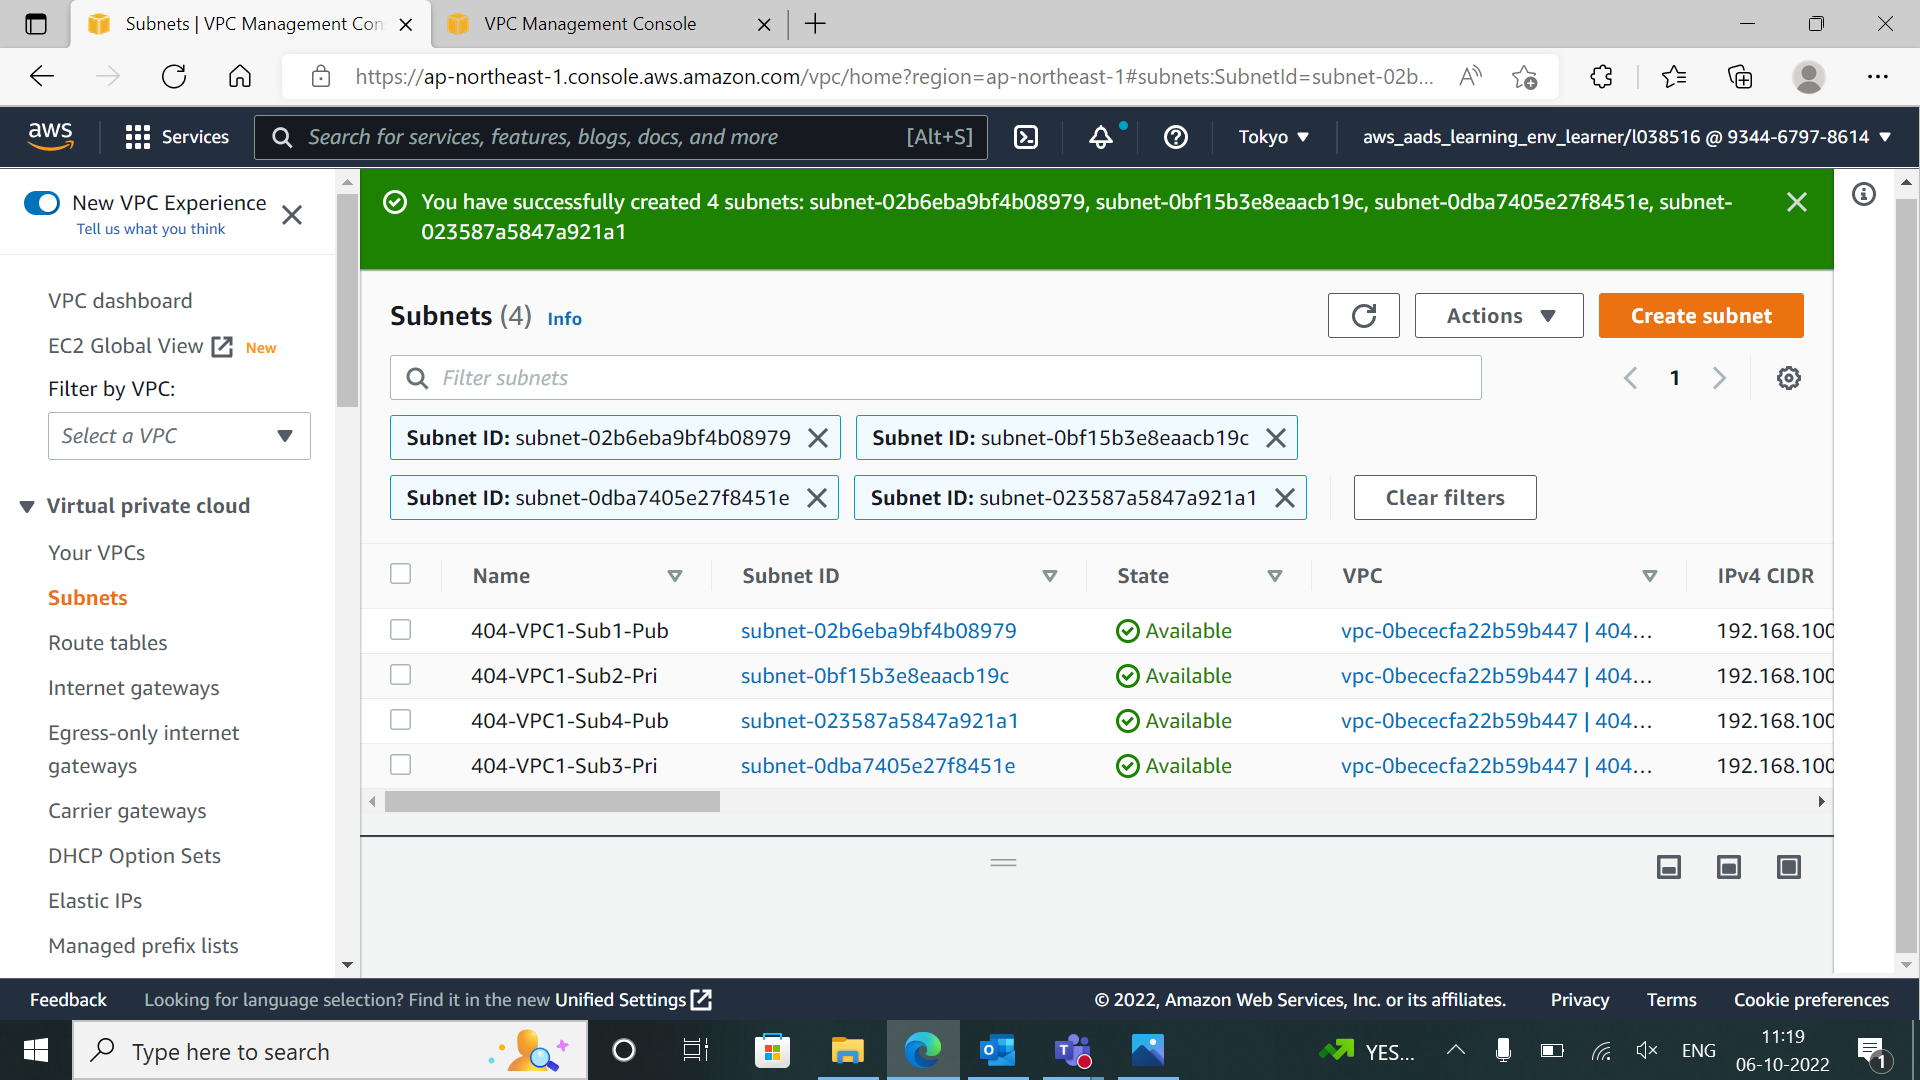 Subnets | VPC Management Con
VPC Management Console
https://ap-northeast-1.console.aws.amazon.com/vpc/home?region=ap-northeast-1#subnets:SubnetId=subnet-02b...
aws
Services
Search for services, features, blogs, docs, and more
[Alt+S]
Tokyo
aws_aads_learning_env_learner/l038516 @ 9344-6797-8614
New VPC Experience
Tell us what you think
You have successfully created 4 subnets: subnet-02b6eba9bf4b08979, subnet-0bf15b3e8eaacb19c, subnet-0dba7405e27f8451e, subnet-
023587a5847a921a1
VPC dashboard
EC2 Global View New
Filter by VPC:
Select a VPC
Virtual private cloud
Your VPCs
Subnets
Route tables
Internet gateways
Egress-only internet
gateways
Carrier gateways
DHCP Option Sets
Elastic IPs
Managed prefix lists
Subnets (4) Info
Actions
Create subnet
Filter subnets
1
Subnet ID: subnet-02b6eba9bf4b08979
Subnet ID: subnet-0bf15b3e8eaacb19c
Subnet ID: subnet-0dba7405e27f8451e
Subnet ID: subnet-023587a5847a921a1
Clear filters
Name Subnet ID State VPC IPv4 CIDR
404-VPC1-Sub1-Pub subnet-02b6eba9bf4b08979 Available vpc-0bececfa22b59b447 | 404... 192.168.100
404-VPC1-Sub2-Pri subnet-0bf15b3e8eaacb19c Available vpc-0bececfa22b59b447 | 404... 192.168.100
404-VPC1-Sub4-Pub subnet-023587a5847a921a1 Available vpc-0bececfa22b59b447 | 404... 192.168.100
404-VPC1-Sub3-Pri subnet-0dba7405e27f8451e Available vpc-0bececfa22b59b447 | 404... 192.168.100
Feedback
Looking for language selection? Find it in the new Unified Settings
© 2022, Amazon Web Services, Inc. or its affiliates.
Privacy
Terms
Cookie preferences
Type here to search
YES...
ENG
11:19
06-10-2022
1